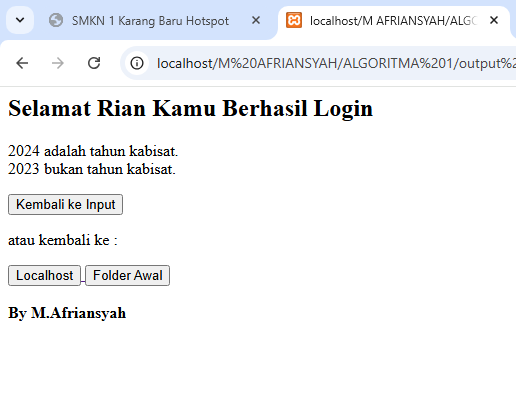 SMKN 1 Karang Baru Hotspot
localhost/M AFRIANSYAH/ALGO
localhost/M%20AFRIANSYAH/ALGORITMA%201/output%
Selamat Rian Kamu Berhasil Login
2024 adalah tahun kabisat.
2023 bukan tahun kabisat.
Kembali ke Input
atau kembali ke :
Localhost Folder Awal
By M.Afriansyah